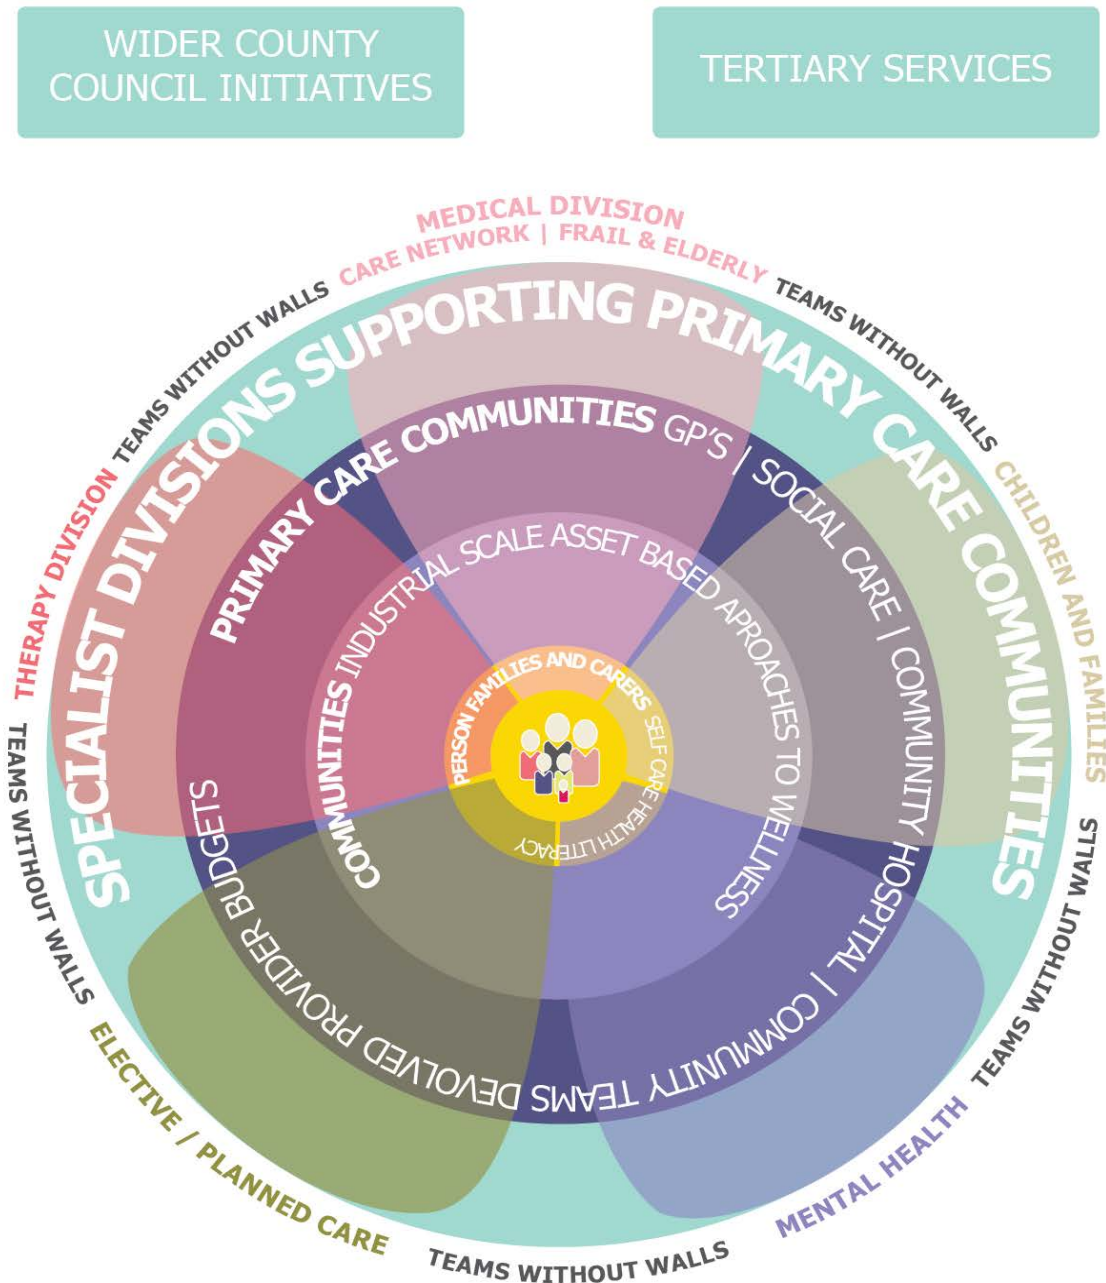 WIDER COUNTY
COUNCIL INITIATIVES
TERTIARY SERVICES
MEDICAL DIVISION
CARE NETWORK | FRAIL & ELDERLY
TEAMS WITHOUT WALLS
CHILDREN AND FAMILIES
TEAMS WITHOUT WALLS
MENTAL HEALTH
TEAMS WITHOUT WALLS
ELECTIVE / PLANNED CARE
TEAMS WITHOUT WALLS
THERAPY DIVISION
TEAMS WITHOUT WALLS
SPECIALIST DIVISIONS SUPPORTING PRIMARY CARE COMMUNITIES
PRIMARY CARE COMMUNITIES GP'S | SOCIAL CARE | COMMUNITY HOSPITAL | COMMUNITY TEAMS DEVOLVED PROVIDER BUDGETS
COMMUNITIES INDUSTRIAL SCALE ASSET BASED APROACHES TO WELLNESS
PERSON FAMILIES AND CARERS SELF CARE HEALTH LITERACY